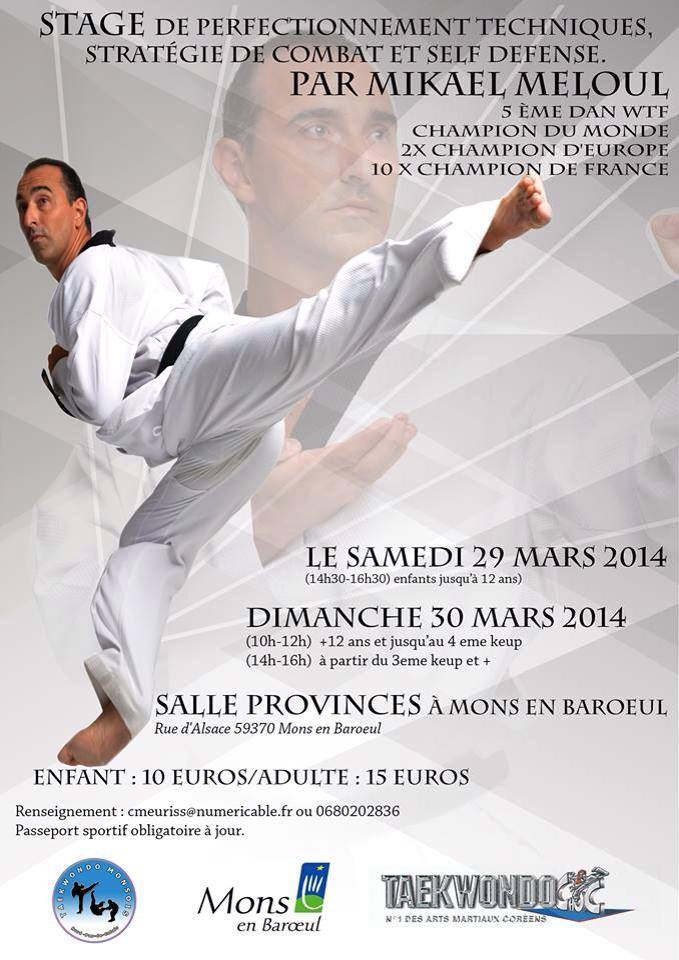 STAGE DE PERFECTIONNEMENT TECHNIQUES,
STRATÉGIE DE COMBAT ET SELF DEFENSE.
PAR MIKAEL MELOUL
5 ÈME DAN WTF
CHAMPION DU MONDE
2X CHAMPION D'EUROPE
10 X CHAMPION DE FRANCE
LE SAMEDI 29 MARS 2014
(14h30-16h30) enfants jusqu'à 12 ans)
DIMANCHE 30 MARS 2014
(10h-12h) +12 ans et jusqu'au 4 eme keup
(14h-16h) à partir du 3eme keup et +
SALLE PROVINCES À MONS EN BAROEUL
Rue d'Alsace 59370 Mons en Baroeul
ENFANT : 10 EUROS/ADULTE : 15 EUROS
Renseignement : cmeuriss@numericable.fr ou 0680202836
Passeport sportif obligatoire à jour.
TAEKWONDO MONSOIS
Mons
en Barœul
TAEKWONDO
N°1 DES ARTS MARTIAUX CORÉENS